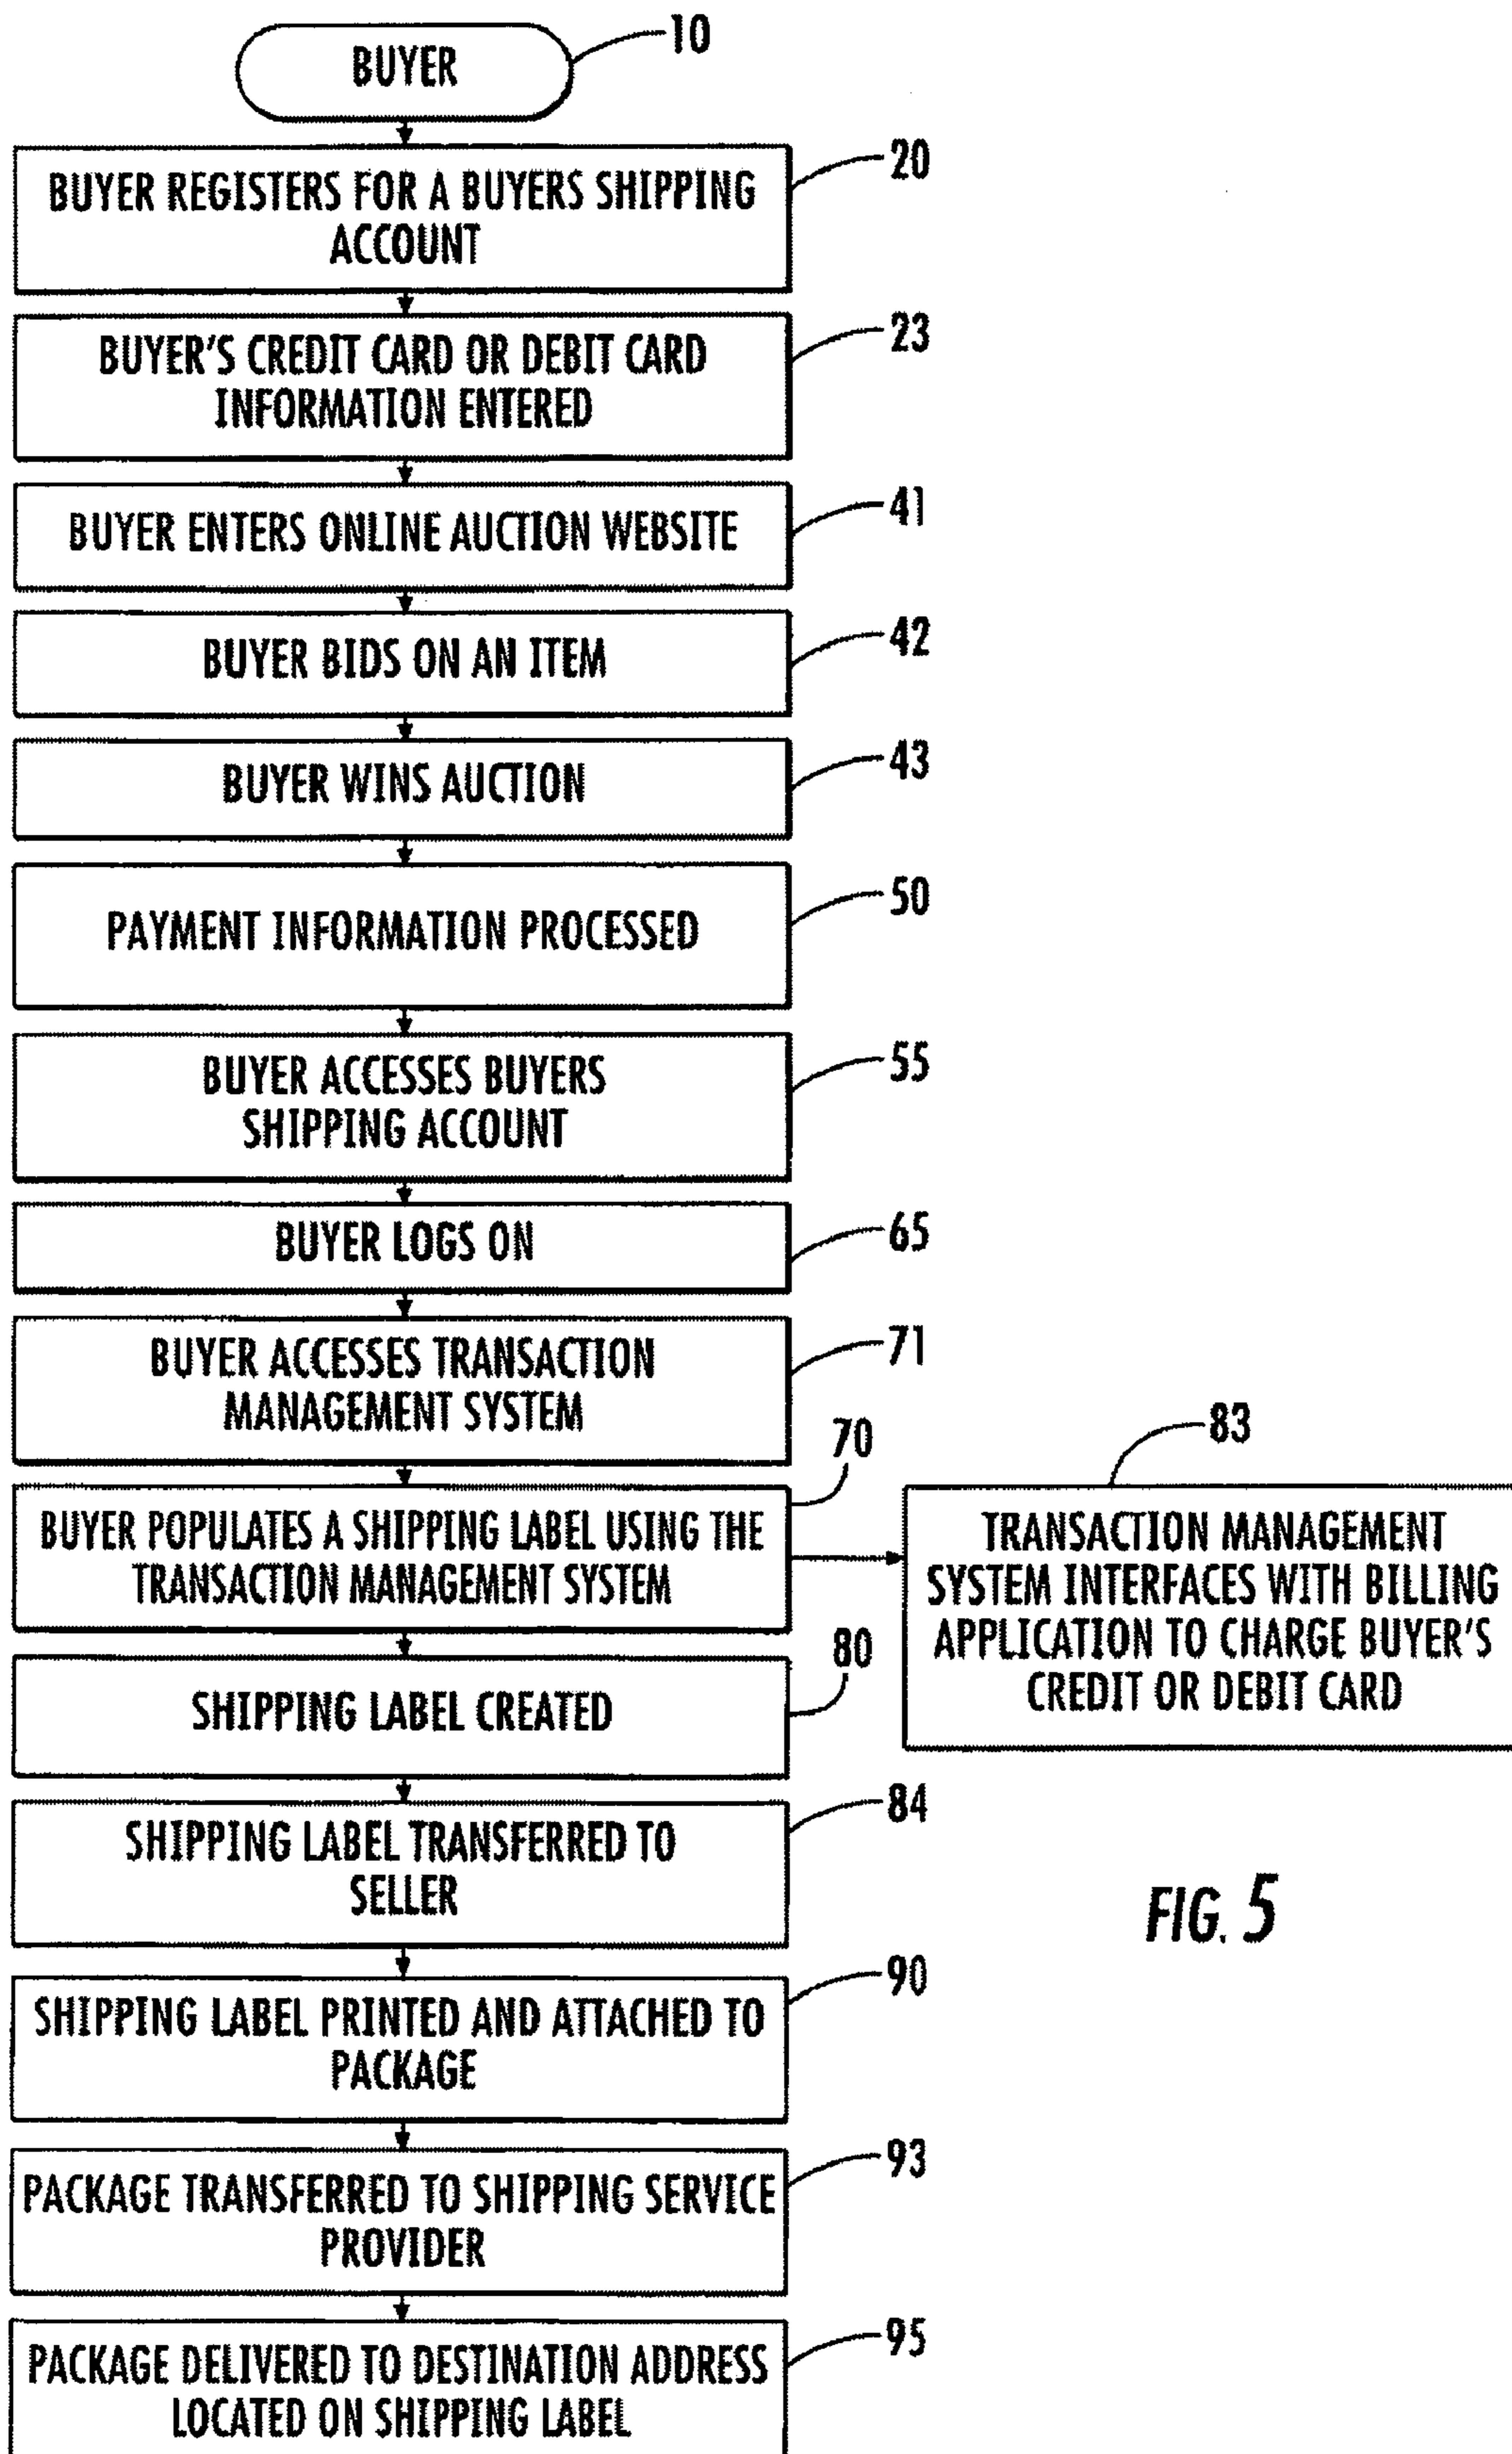 BUYER
10
BUYER REGISTERS FOR A BUYERS SHIPPING
ACCOUNT
20
BUYER'S CREDIT CARD OR DEBIT CARD
INFORMATION ENTERED
23
BUYER ENTERS ONLINE AUCTION WEBSITE
41
BUYER BIDS ON AN ITEM
42
BUYER WINS AUCTION
43
PAYMENT INFORMATION PROCESSED
50
BUYER ACCESSES BUYERS
SHIPPING ACCOUNT
55
BUYER LOGS ON
65
BUYER ACCESSES TRANSACTION
MANAGEMENT SYSTEM
71
BUYER POPULATES A SHIPPING LABEL USING THE
TRANSACTION MANAGEMENT SYSTEM
70
TRANSACTION MANAGEMENT
SYSTEM INTERFACES WITH BILLING
APPLICATION TO CHARGE BUYER'S
CREDIT OR DEBIT CARD
83
SHIPPING LABEL CREATED
80
SHIPPING LABEL TRANSFERRED TO
SELLER
84
SHIPPING LABEL PRINTED AND ATTACHED TO
PACKAGE
90
PACKAGE TRANSFERRED TO SHIPPING SERVICE
PROVIDER
93
PACKAGE DELIVERED TO DESTINATION ADDRESS
LOCATED ON SHIPPING LABEL
95
FIG. 5